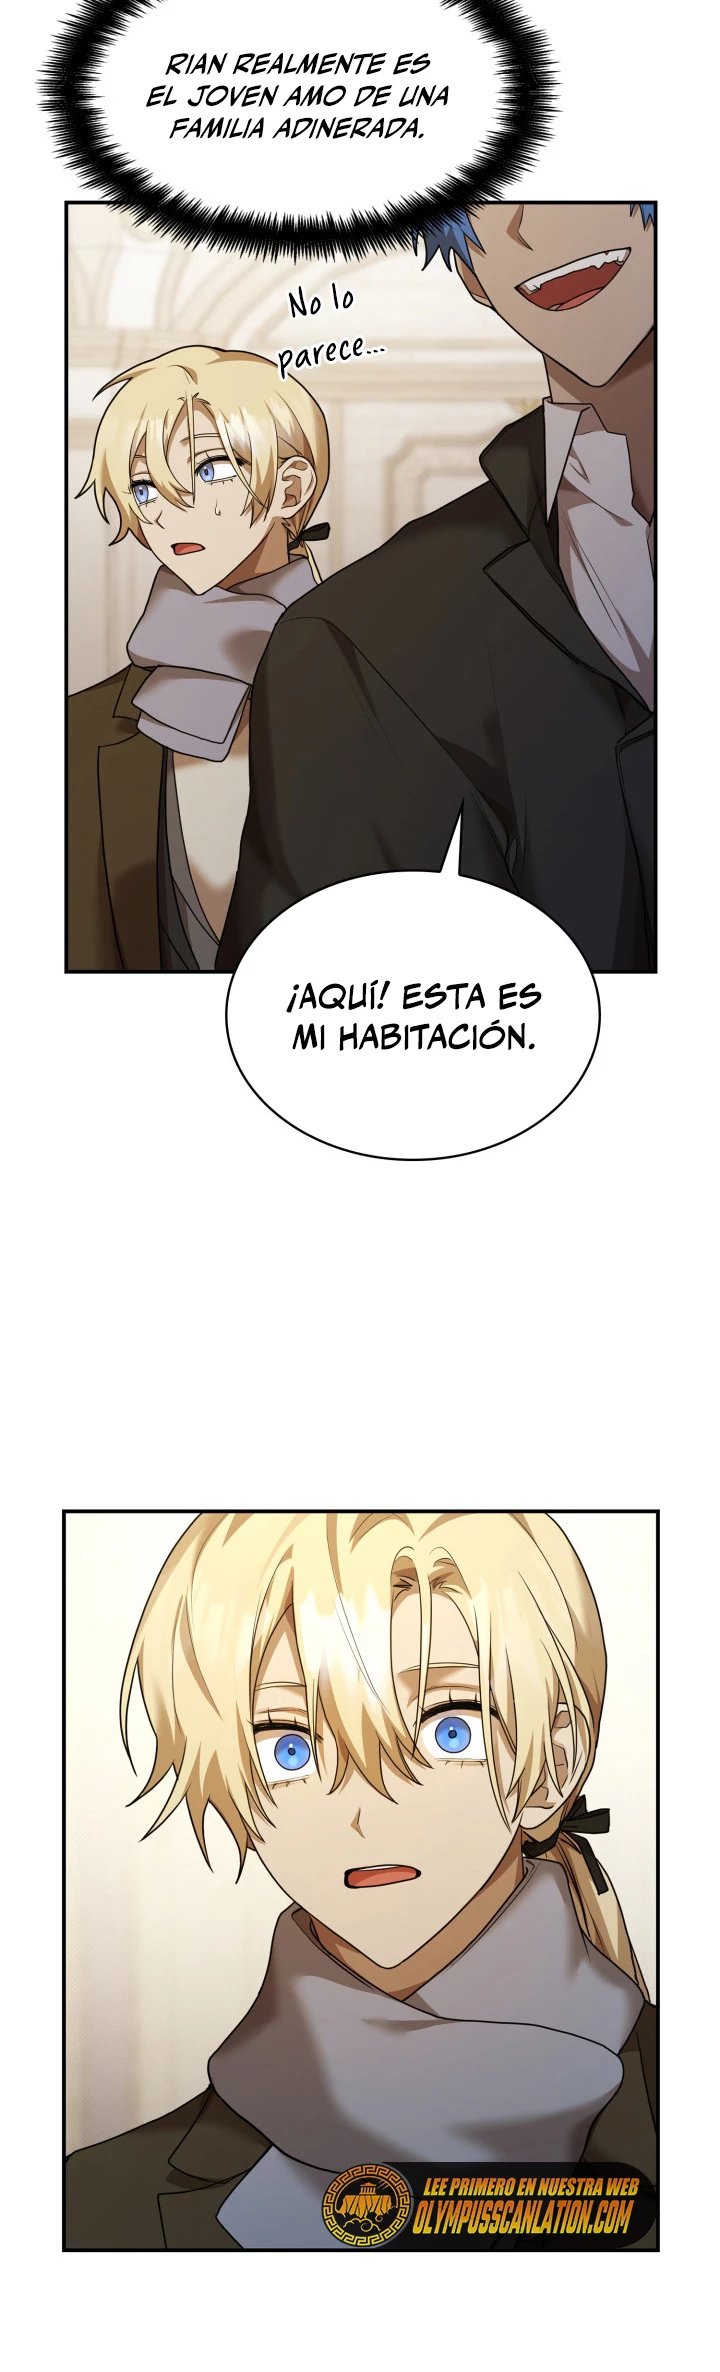 RIAN REALMENTE ES
EL JOVEN AMO DE UNA
FAMILIA ADINERADA.
No lo
parece...
¡AQUÍ! ESTA ES
MI HABITACIÓN.
LEE PRIMERO EN NUESTRA WEB
OLYMPUSSCANLATION.COM